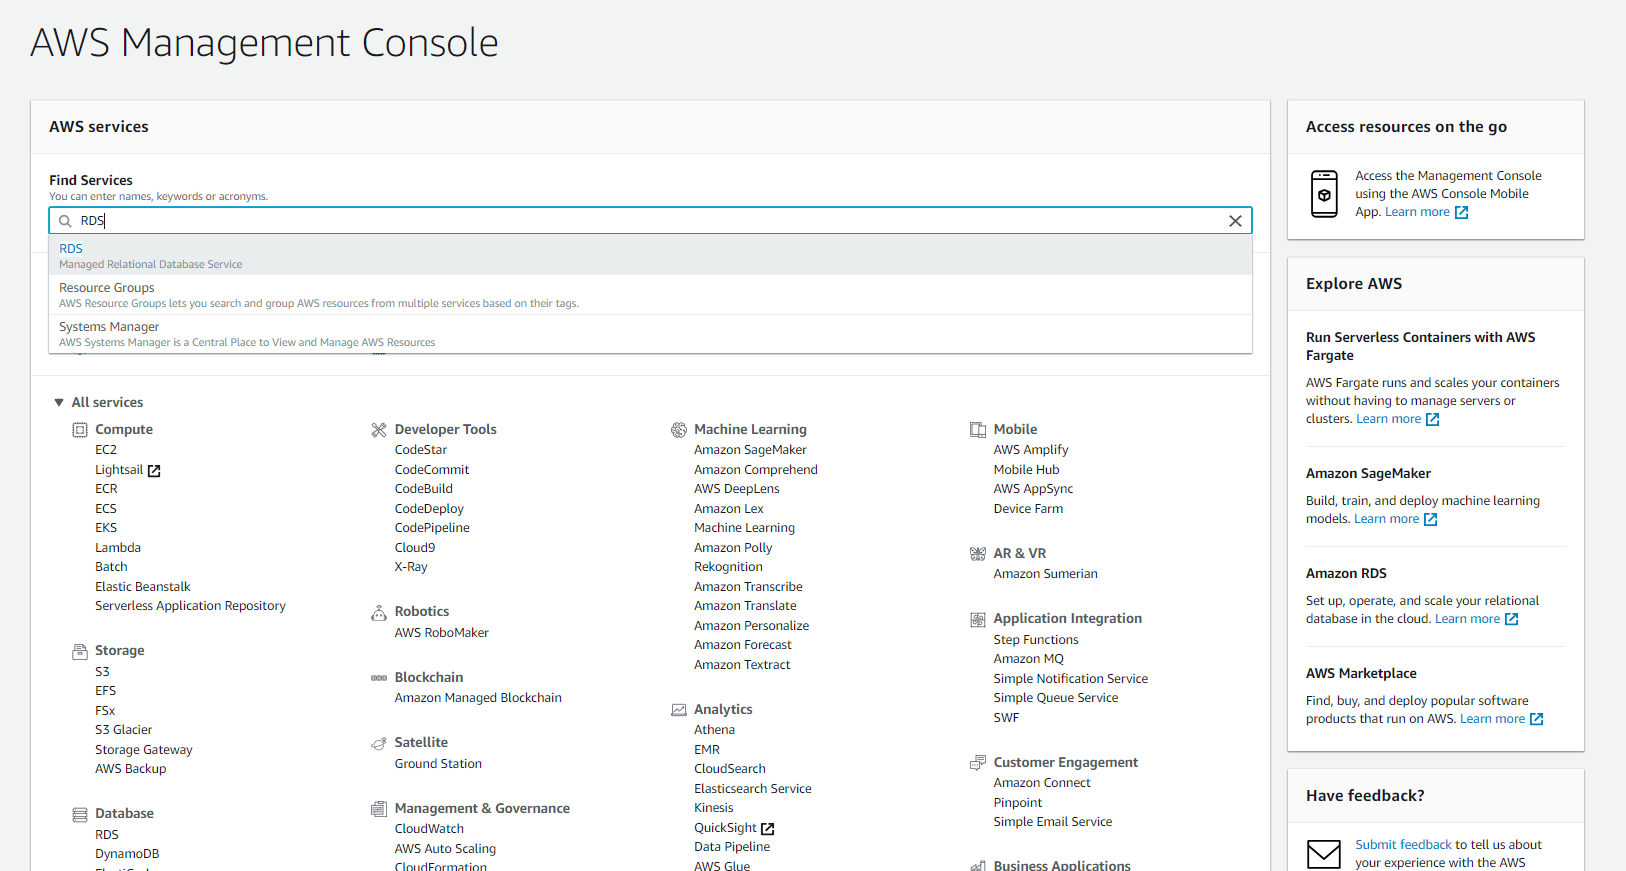 AWS Management Console
AWS services
Find Services
You can enter names, keywords or acronyms.
RDS
RDS
Managed Relational Database Service
Resource Groups
AWS Resource Groups lets you search and group AWS resources from multiple services based on their tags.
Systems Manager
AWS Systems Manager is a Central Place to View and Manage AWS Resources
All services
Compute
EC2
Lightsail
ECR
ECS
EKS
Lambda
Batch
Elastic Beanstalk
Serverless Application Repository
Storage
S3
EFS
FSx
S3 Glacier
Storage Gateway
AWS Backup
Database
RDS
DynamoDB
Developer Tools
CodeStar
CodeCommit
CodeBuild
CodeDeploy
CodePipeline
Cloud9
X-Ray
Robotics
AWS RoboMaker
Blockchain
Amazon Managed Blockchain
Satellite
Ground Station
Management & Governance
CloudWatch
AWS Auto Scaling
CloudFormation
Machine Learning
Amazon SageMaker
Amazon Comprehend
AWS DeepLens
Amazon Lex
Machine Learning
Amazon Polly
Rekognition
Amazon Transcribe
Amazon Translate
Amazon Personalize
Amazon Forecast
Amazon Textract
Analytics
Athena
EMR
CloudSearch
Elasticsearch Service
Kinesis
QuickSight
Data Pipeline
AWS Glue
Mobile
AWS Amplify
Mobile Hub
AWS AppSync
Device Farm
AR & VR
Amazon Sumerian
Application Integration
Step Functions
Amazon MQ
Simple Notification Service
Simple Queue Service
SWF
Customer Engagement
Amazon Connect
Pinpoint
Simple Email Service
Business Applications
Access resources on the go
Access the Management Console
using the AWS Console Mobile
App. Learn more
Explore AWS
Run Serverless Containers with AWS
Fargate
AWS Fargate runs and scales your containers
without having to manage servers or
clusters. Learn more
Amazon SageMaker
Build, train, and deploy machine learning
models. Learn more
Amazon RDS
Set up, operate, and scale your relational
database in the cloud. Learn more
AWS Marketplace
Find, buy, and deploy popular software
products that run on AWS. Learn more
Have feedback?
Submit feedback to tell us about
your experience with the AWS